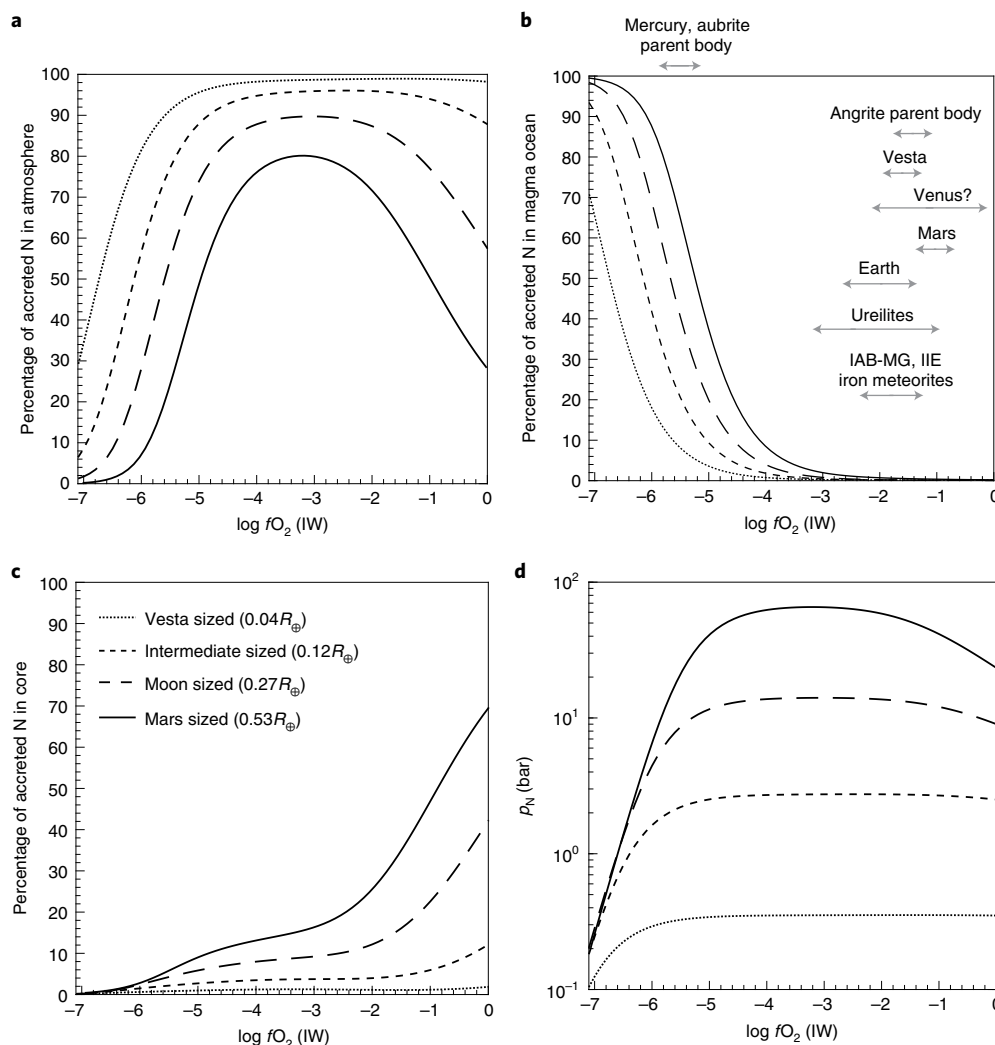 a
100
90
80
70
60
50
40
30
20
10
0
–7
–6
–5
–4
–3
–2
–1
0
log fO₂ (IW)
Percentage of accreted N in atmosphere
b
Mercury, aubrite
parent body
100
90
80
70
60
50
40
30
20
10
0
–7
–6
–5
–4
–3
–2
–1
0
log fO₂ (IW)
Percentage of accreted N in magma ocean
Angrite parent body
Vesta
Venus?
Mars
Earth
Ureilites
IAB-MG, IIE
iron meteorites
c
100
90
80
70
60
50
40
30
20
10
0
–7
–6
–5
–4
–3
–2
–1
0
log fO₂ (IW)
Percentage of accreted N in core
Vesta sized (0.04R⊕)
Intermediate sized (0.12R⊕)
Moon sized (0.27R⊕)
Mars sized (0.53R⊕)
d
10²
10¹
10⁰
10⁻¹
–7
–6
–5
–4
–3
–2
–1
0
log fO₂ (IW)
pN (bar)